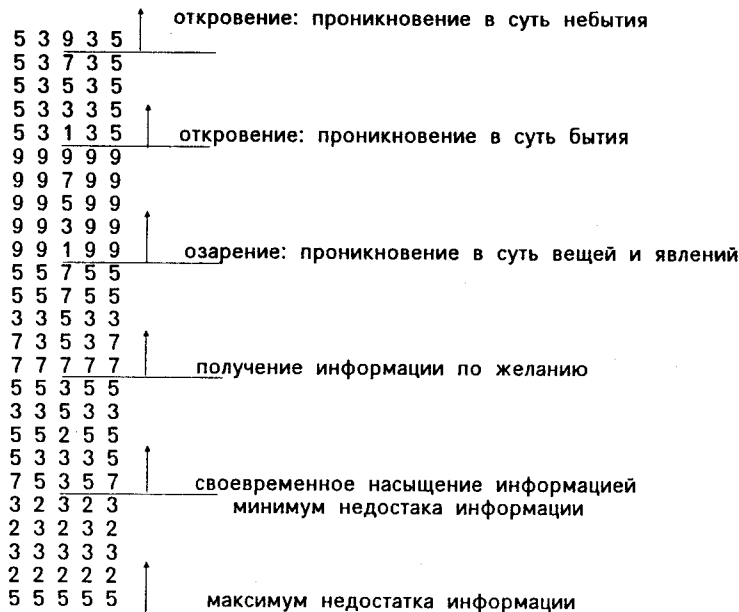 откровение: проникновение в суть небытия
5 3 9 3 5
5 3 7 3 5
5 3 5 3 5
5 3 3 3 5
5 3 1 3 5 откровение: проникновение в суть бытия
9 9 9 9 9
9 9 7 9 9
9 9 5 9 9
9 9 3 9 9
9 9 1 9 9 озарение: проникновение в суть вещей и явлений
5 5 7 5 5
5 5 7 5 5
3 3 5 3 3
7 3 5 3 7
7 7 7 7 7 получение информации по желанию
5 5 3 5 5
3 3 5 3 3
5 5 2 5 5
5 3 3 3 5
7 5 3 5 7 своевременное насыщение информацией
3 2 3 2 3 минимум недостака информации
2 3 2 3 2
3 3 3 3 3
2 2 2 2 2
5 5 5 5 5 максимум недостатка информации